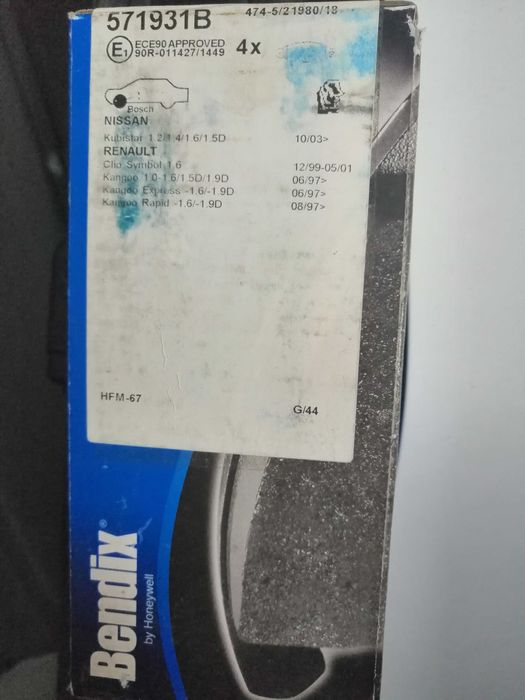 571931B
474-5/21980/18
E1
ECE90 APPROVED
90R-011427/1449
4x
Bosch
NISSAN
Kubistar 1.2/1.4/1.6/1.5D 10/03>
RENAULT
Clio Symbol 1.6 12/99-05/01
Kangoo 1.0-1.6/1.5D/1.9D 06/97>
Kangoo Express -1.6/-1.9D 06/97>
Kangoo Rapid -1.6/-1.9D 08/97>
HFM-67
G/44
Bendix®
by Honeywell